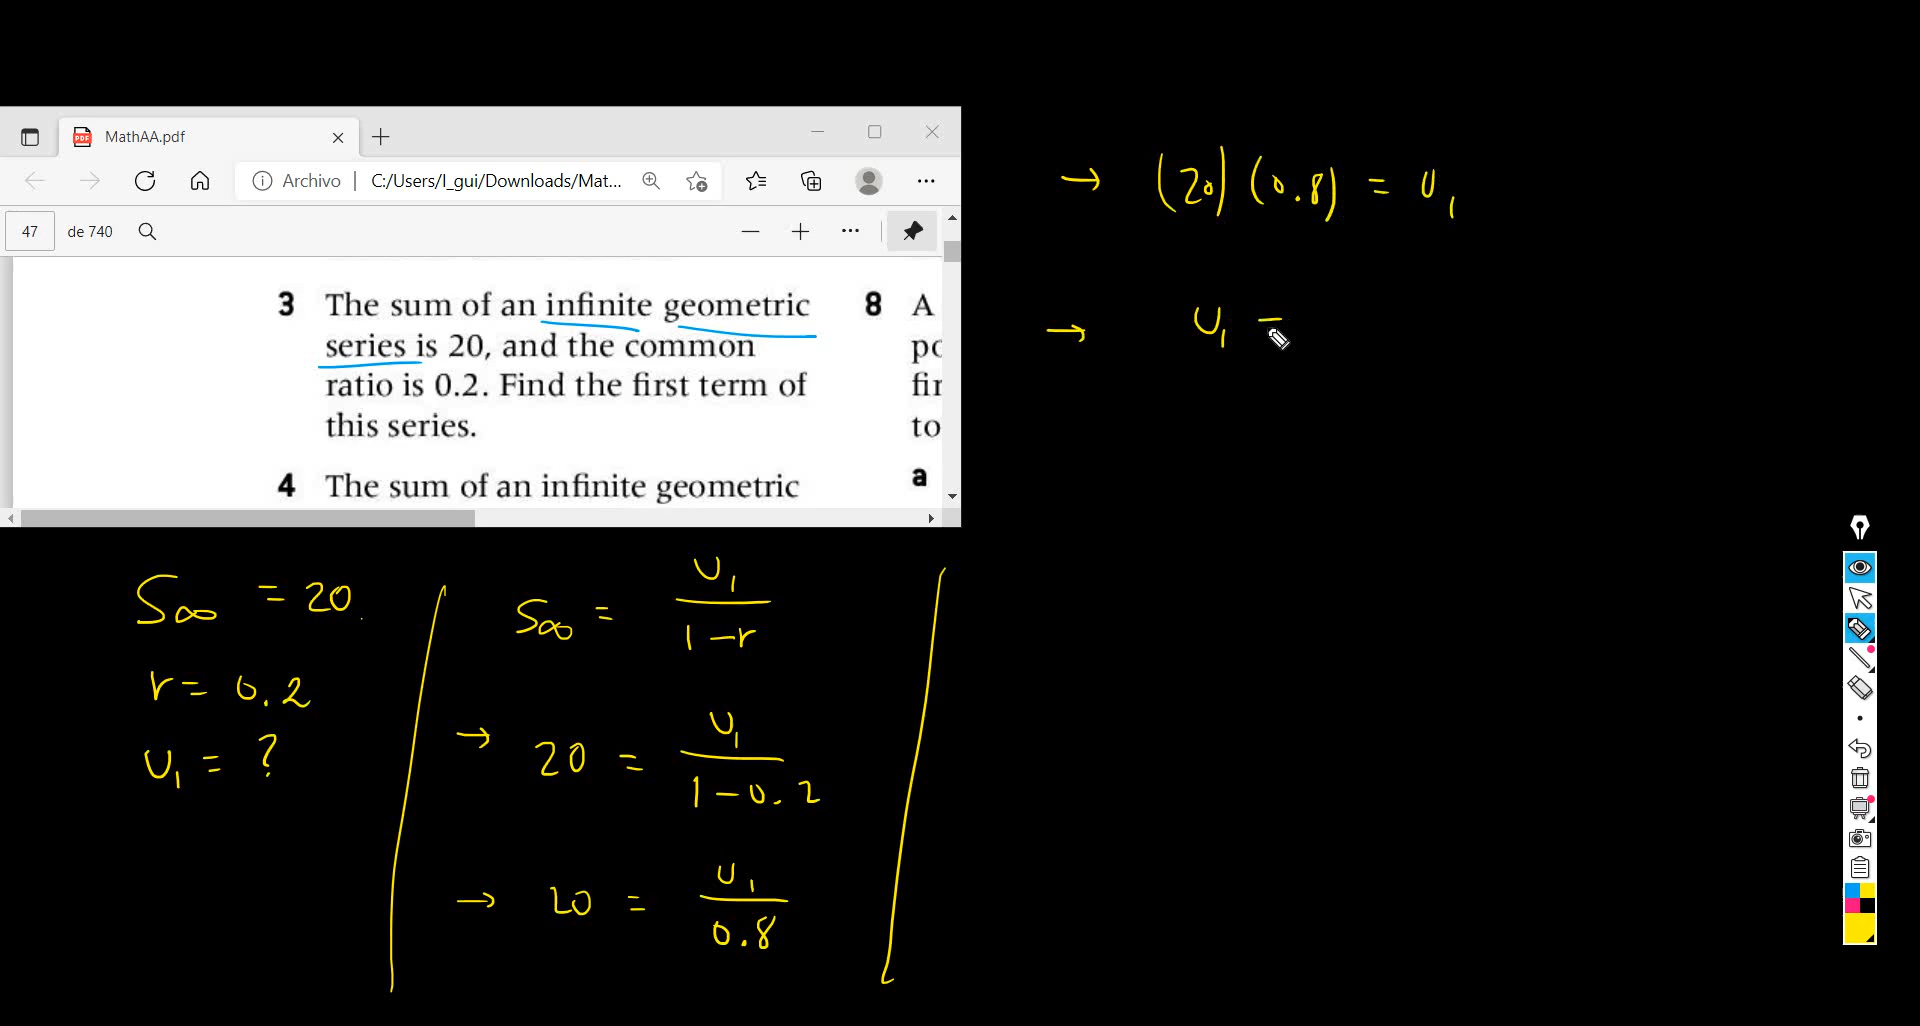 MathAA.pdf
Archivo | C:/Users/l_gui/Downloads/Mat...
47 de 740
3 The sum of an infinite geometric
series is 20, and the common
ratio is 0.2. Find the first term of
this series.
4 The sum of an infinite geometric
8 A
po
fir
to
a
S∞ = 20
r = 0.2
U₁ = ?
S∞ = U₁ / (1 - r)
→ 20 = U₁ / (1 - 0.2)
→ 20 = U₁ / 0.8
→ (20)(0.8) = U₁
→ U₁ =